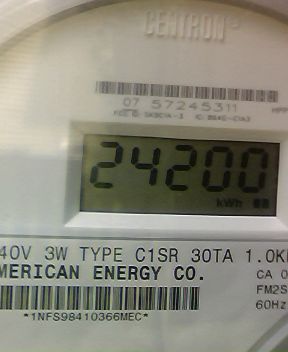 CENTRON®
07 57245311
24200
kWh
40V 3W TYPE C1SR 30TA 1.0K
MERICAN ENERGY CO.
CA 0
FM2S
60Hz
*1NFS98410366MEC*